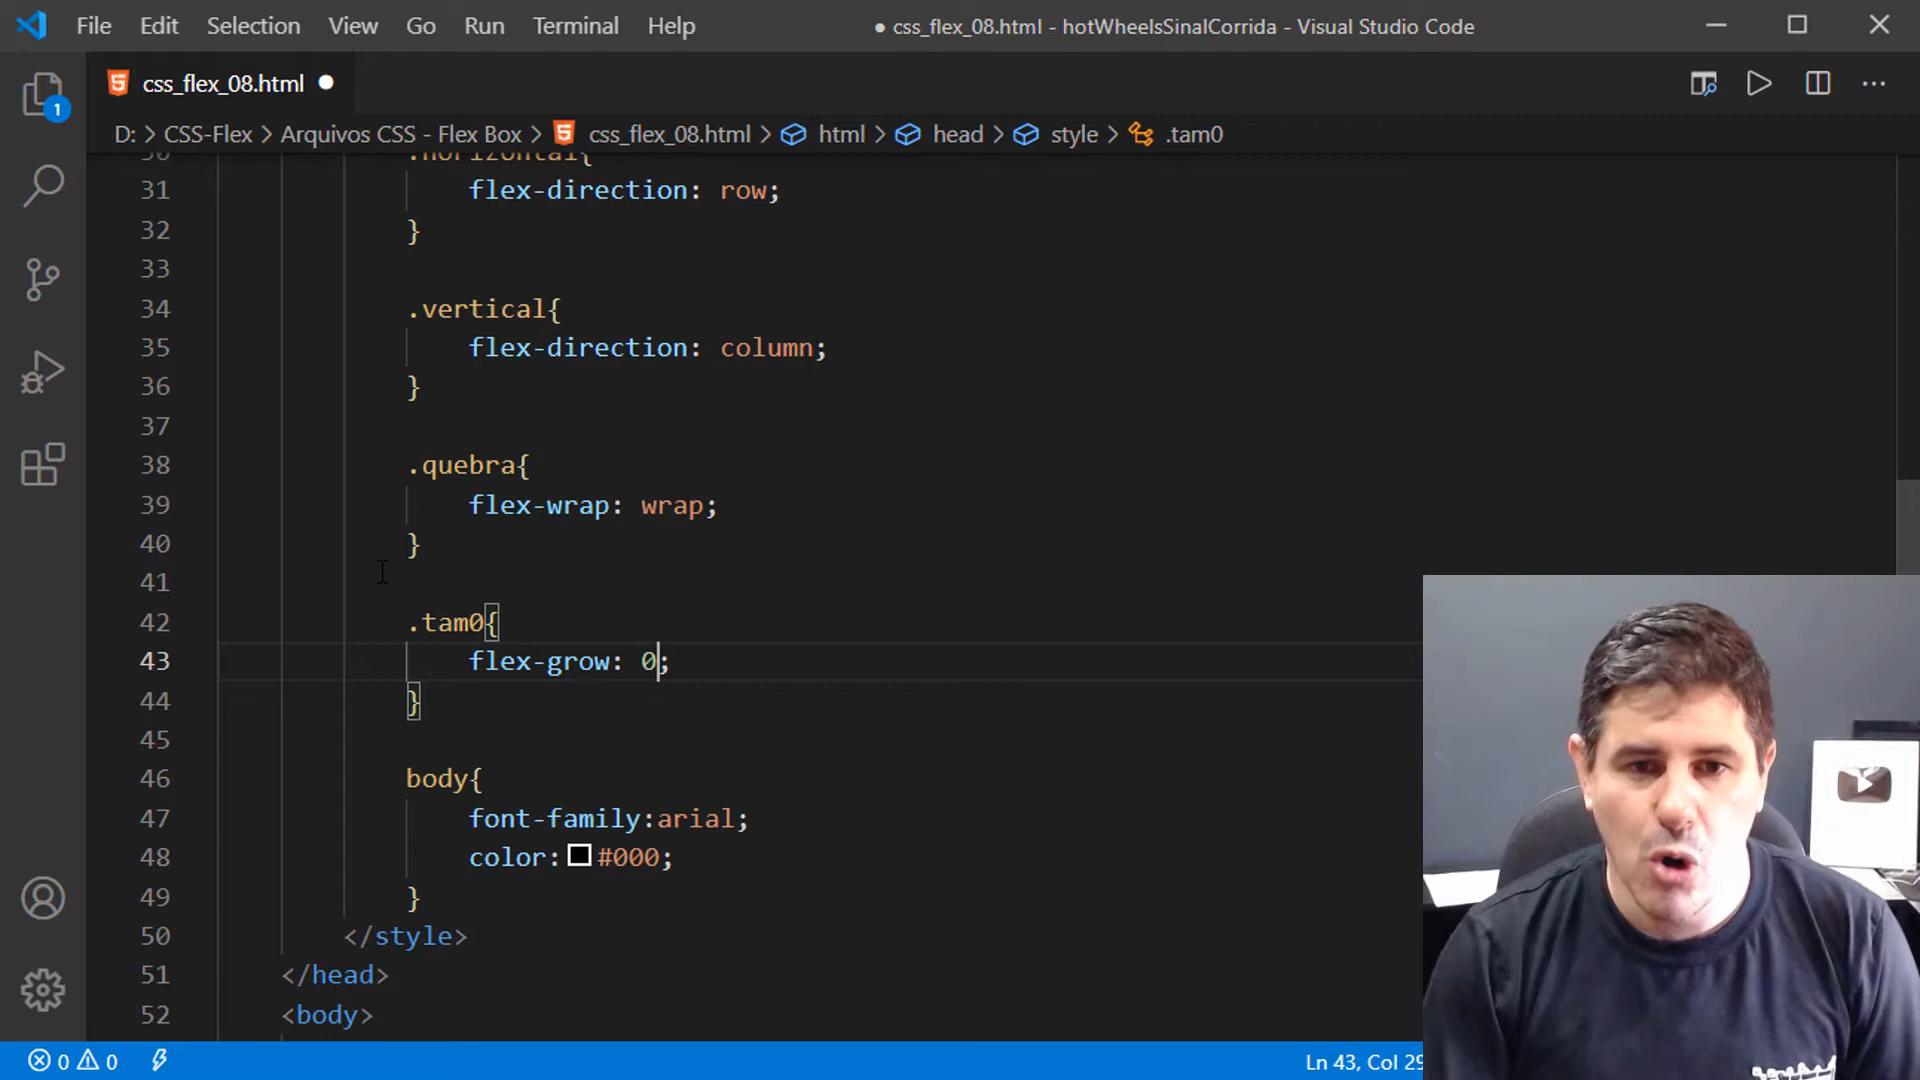 File Edit Selection View Go Run Terminal Help ● css_flex_08.html - hotWheelsSinalCorrida - Visual Studio Code
css_flex_08.html ●
D: > CSS-Flex > Arquivos CSS - Flex Box > css_flex_08.html > html > head > style > .tam0
1
30 .horizontal{
31 flex-direction: row;
32 }
33
34 .vertical{
35 flex-direction: column;
36 }
37
38 .quebra{
39 flex-wrap: wrap;
40 }
41
42 .tam0{
43 flex-grow: 0;
44 }
45
46 body{
47 font-family:arial;
48 color:#000;
49 }
50 </style>
51 </head>
52 <body>
0 0 Ln 43, Col 29